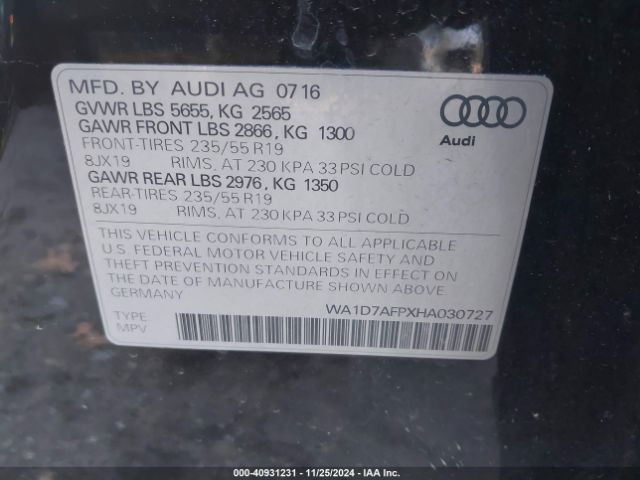 MFD. BY AUDI AG 0716
GVWR LBS 5655, KG 2565
GAWR FRONT LBS 2866, KG 1300
FRONT-TIRES 235/55 R19
8JX19 RIMS, AT 230 KPA 33 PSI COLD
GAWR REAR LBS 2976, KG 1350
REAR-TIRES 235/55 R19
8JX19 RIMS, AT 230 KPA 33 PSI COLD
Audi
THIS VEHICLE CONFORMS TO ALL APPLICABLE
U.S. FEDERAL MOTOR VEHICLE SAFETY AND
THEFT PREVENTION STANDARDS IN EFFECT ON
THE DATE OF MANUFACTURE SHOWN ABOVE.
GERMANY
WA1D7AFPXHA030727
TYPE
MPV
000-40931231 - 11/25/2024 - IAA Inc.